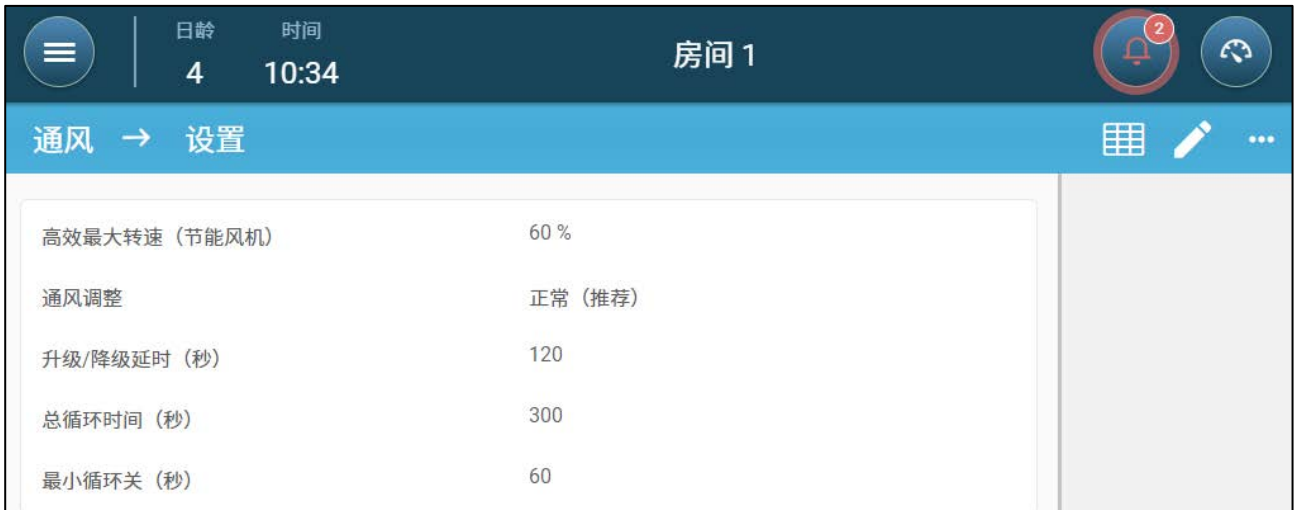 日龄 时间
4 10:34
房间 1
2
通风 → 设置
高效最大转速（节能风机） 60 %
通风调整 正常（推荐）
升级/降级延时（秒） 120
总循环时间（秒） 300
最小循环关（秒） 60